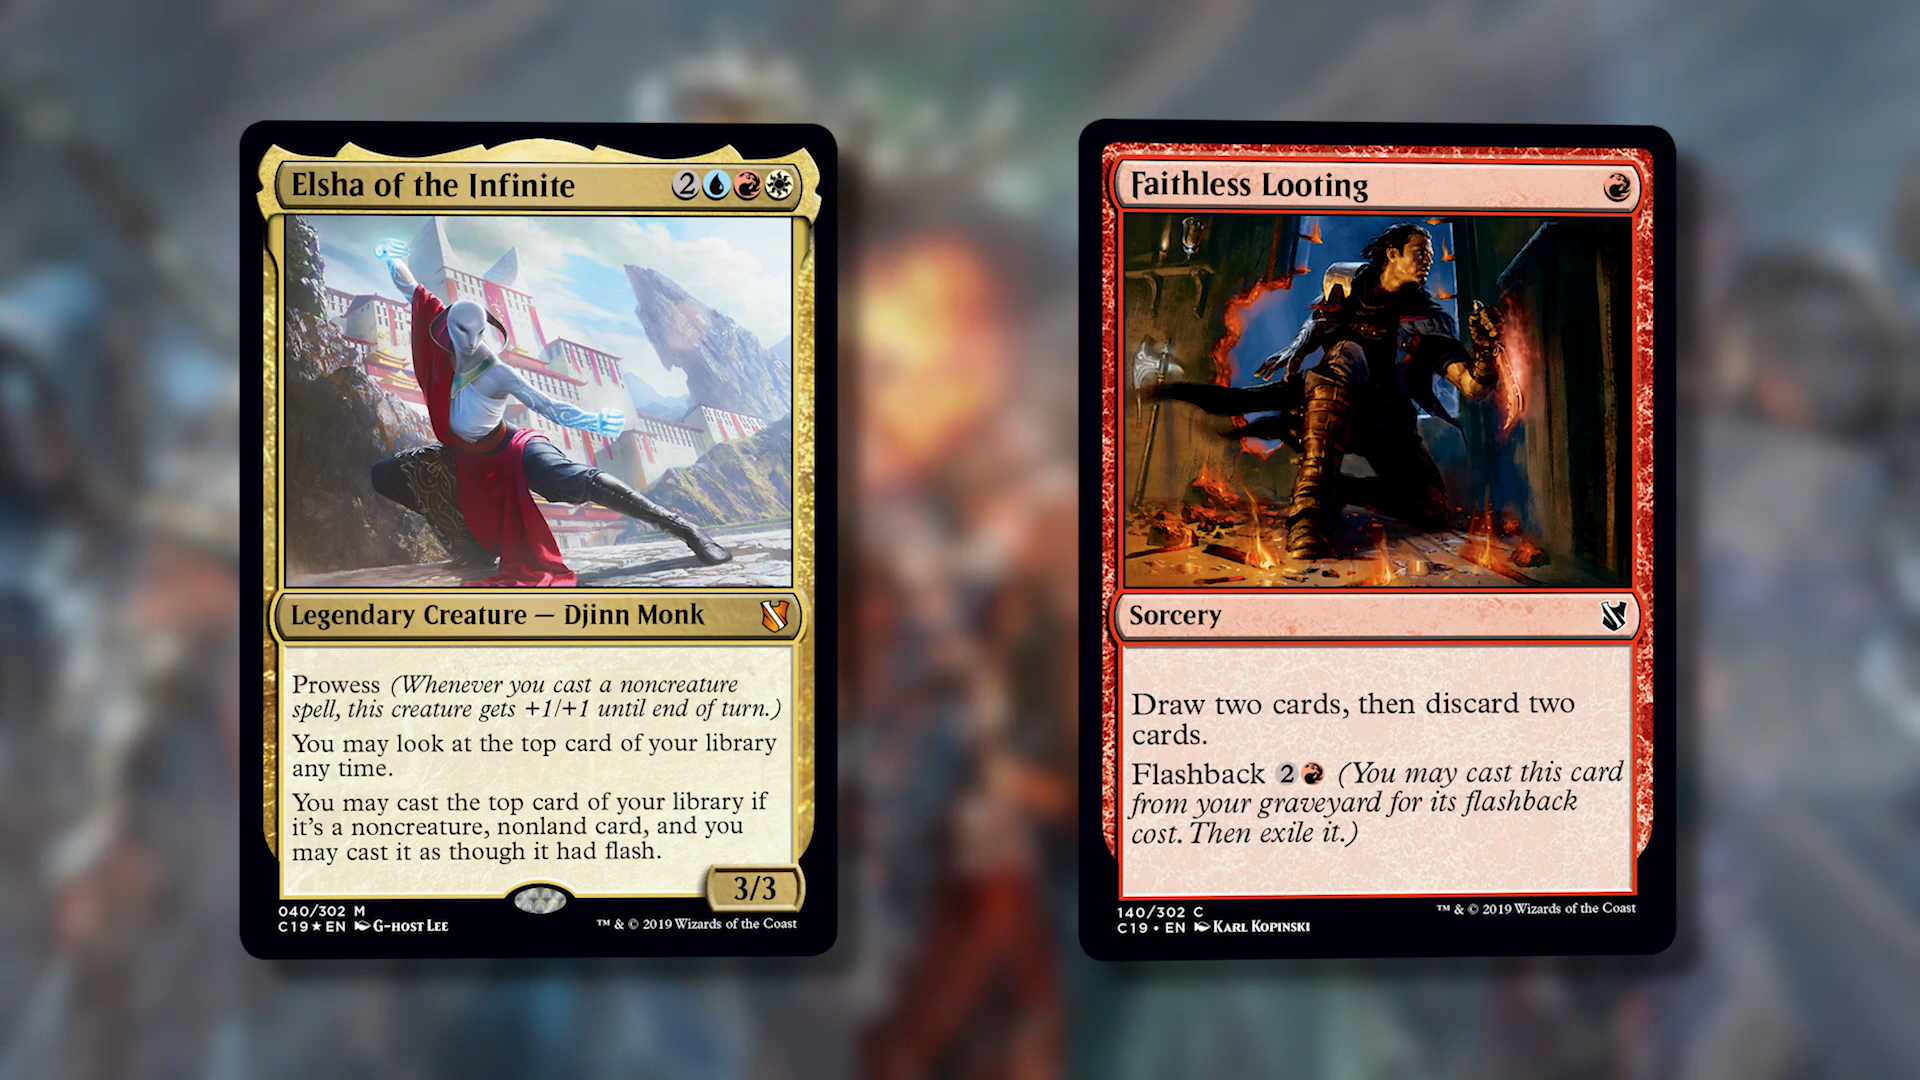 Elsha of the Infinite 2
Legendary Creature — Djinn Monk
Prowess (Whenever you cast a noncreature
spell, this creature gets +1/+1 until end of turn.)
You may look at the top card of your library
any time.
You may cast the top card of your library if
it's a noncreature, nonland card, and you
may cast it as though it had flash.
3/3
040/302 M
C19★EN G-HOST LEE
™ & © 2019 Wizards of the Coast
Faithless Looting
Sorcery
Draw two cards, then discard two
cards.
Flashback 2 (You may cast this card
from your graveyard for its flashback
cost. Then exile it.)
140/302 C
C19 • EN KARL KOPINSKI
™ & © 2019 Wizards of the Coast